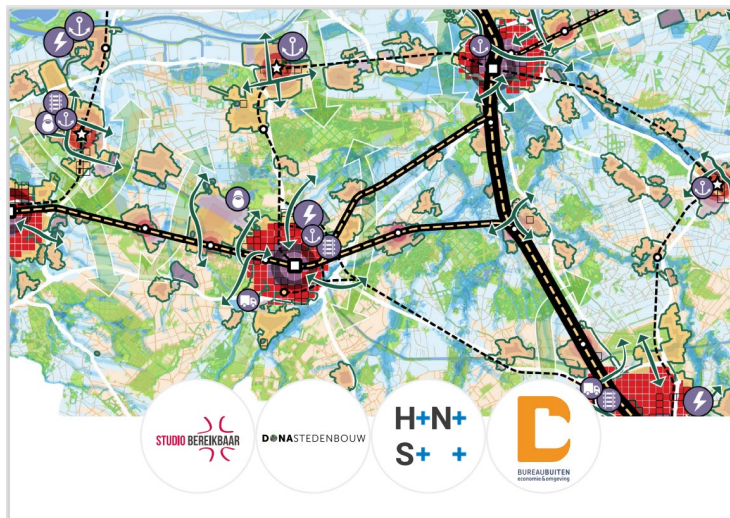 STUDIO BEREIKBAAR
DONASTEDENBOUW
H+N+
S+ +
BUREAUBUITEN
economie & omgeving